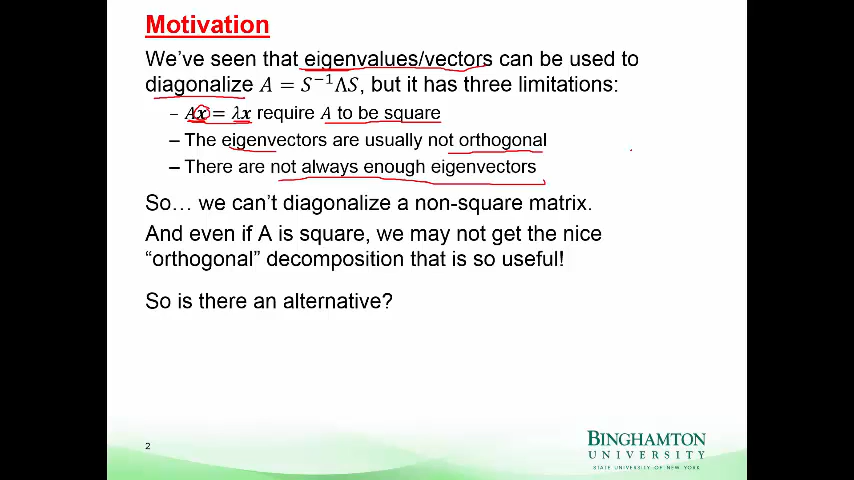 Motivation
We've seen that eigenvalues/vectors can be used to
diagonalize A = S⁻¹ΛS, but it has three limitations:
– Ax = λx require A to be square
– The eigenvectors are usually not orthogonal
– There are not always enough eigenvectors
So… we can't diagonalize a non-square matrix.
And even if A is square, we may not get the nice
"orthogonal" decomposition that is so useful!
So is there an alternative?
2
BINGHAMTON
UNIVERSITY
STATE UNIVERSITY OF NEW YORK